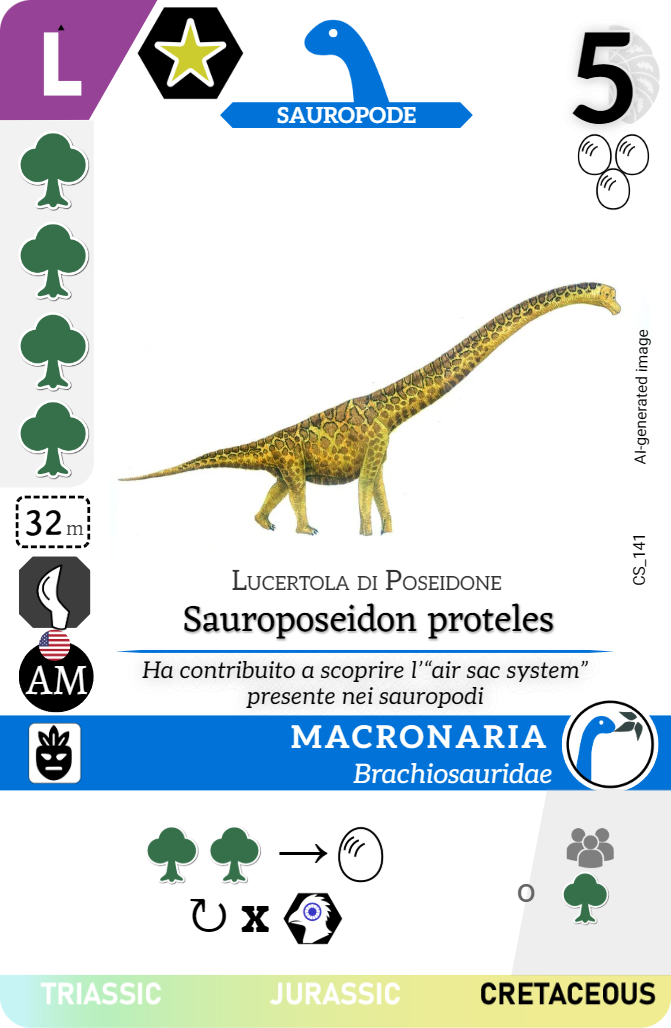 L
SAUROPODE
5
32 m
AM
AI-generated image
CS_141
Lucertola di Poseidone
Sauroposeidon proteles
Ha contribuito a scoprire l’“air sac system”
presente nei sauropodi
MACRONARIA
Brachiosauridae
→
↻ x
O
TRIASSIC JURASSIC CRETACEOUS